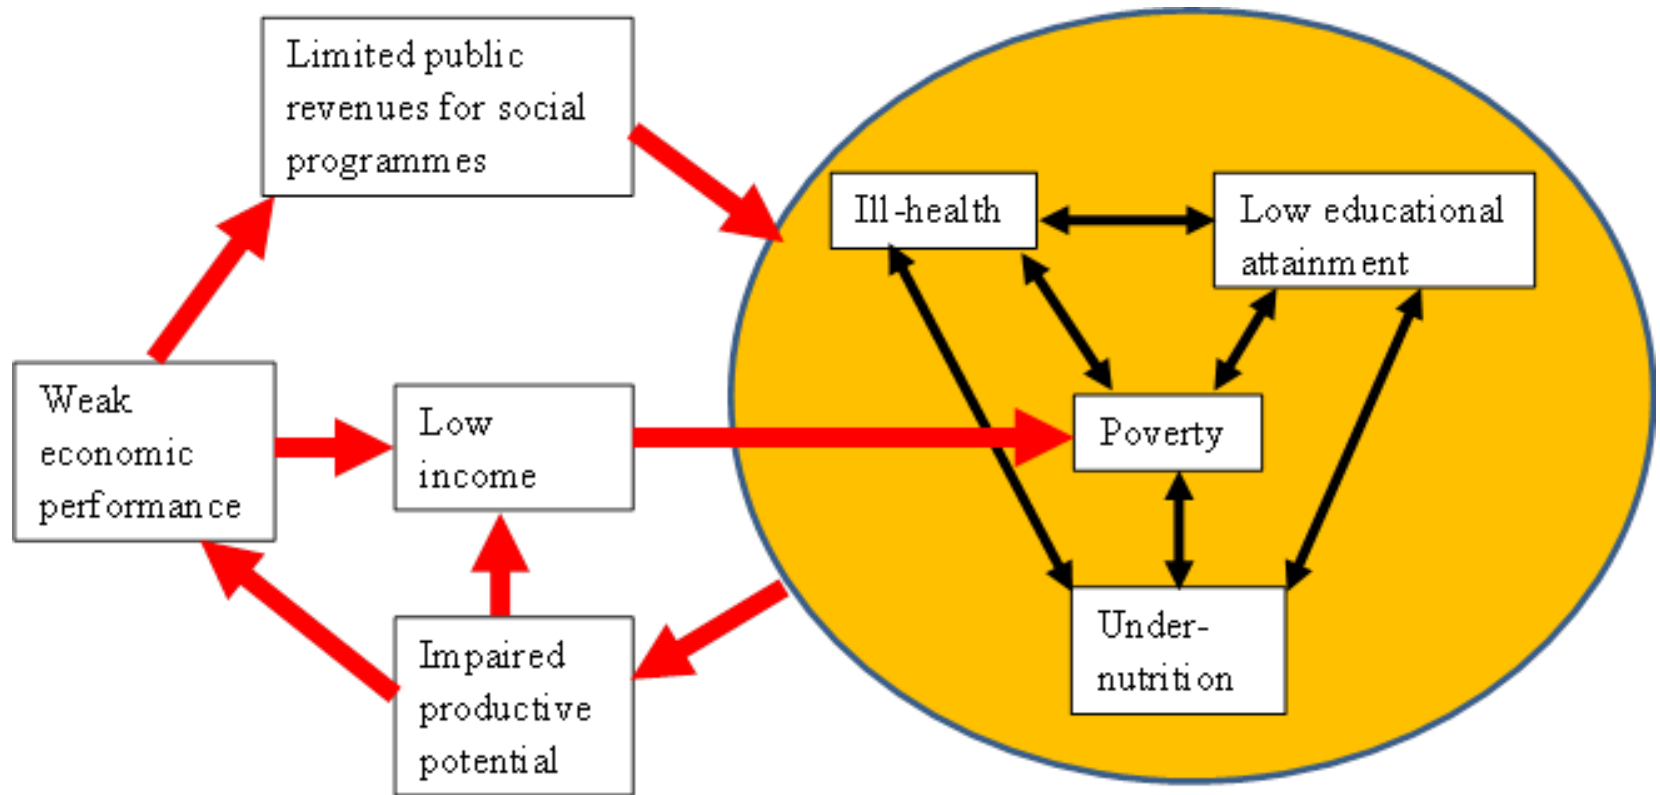 Limited public
revenues for social
programmes
Ill-health
Low educational
attainment
Weak
economic
performance
Low
income
Poverty
Under-
nutrition
Impaired
productive
potential